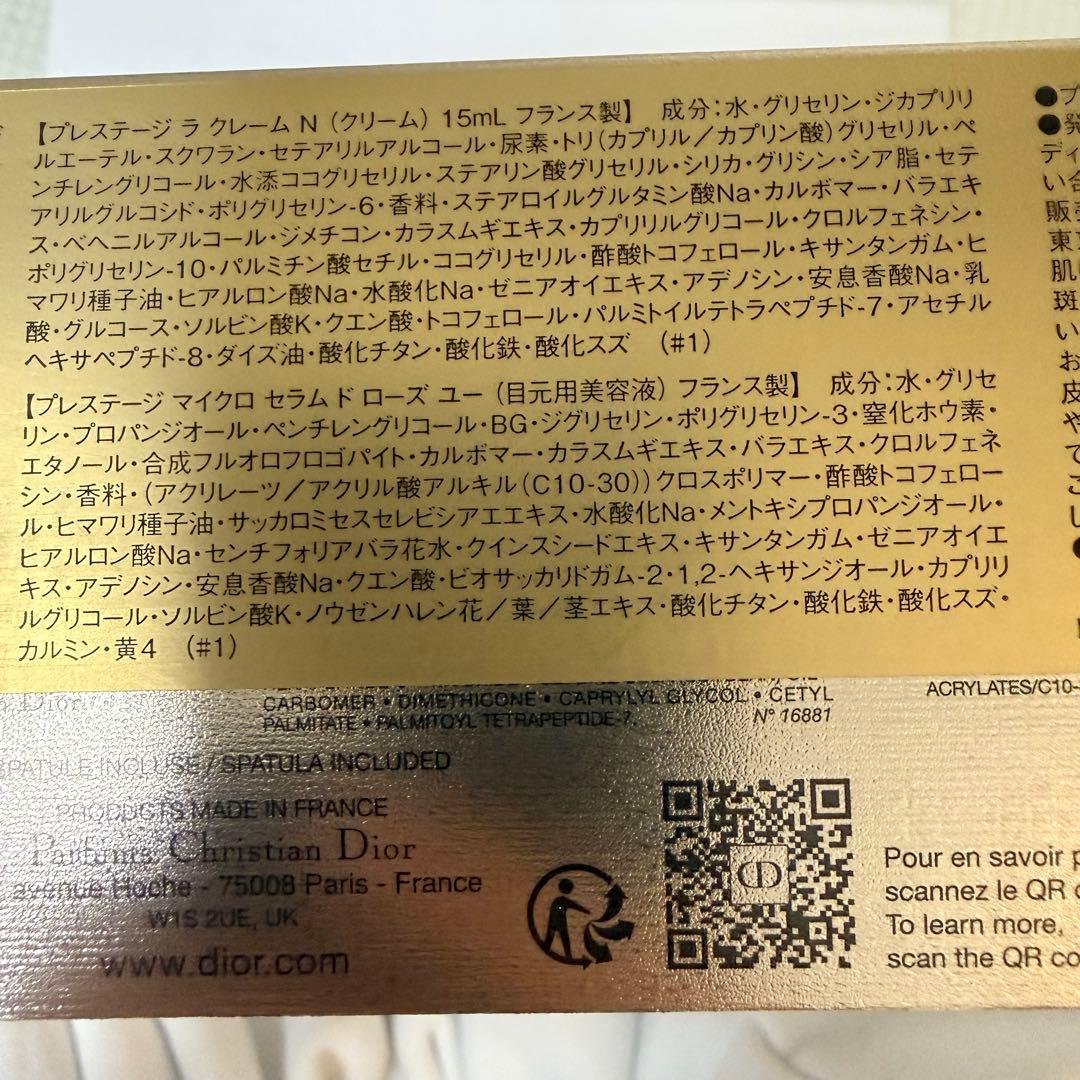 【プレステージ ラ クレーム N（クリーム）15mL フランス製】 成分：水・グリセリン・ジカプリリ
ルエーテル・スクワラン・セテアリルアルコール・尿素・トリ（カプリル／カプリン酸）グリセリル・ペ
ンチレングリコール・水添ココグリセリル・ステアリン酸グリセリル・シリカ・グリシン・シア脂・セテ
アリルグルコシド・ポリグリセリン-6・香料・ステアロイルグルタミン酸Na・カルボマー・バラエキ
ス・ベヘニルアルコール・ジメチコン・カラスムギエキス・カプリリルグリコール・クロルフェネシン・
ポリグリセリン-10・パルミチン酸セチル・ココグリセリル・酢酸トコフェロール・キサンタンガム・ヒ
マワリ種子油・ヒアルロン酸Na・水酸化Na・ゼニアオイエキス・アデノシン・安息香酸Na・乳
酸・グルコース・ソルビン酸K・クエン酸・トコフェロール・パルミトイルテトラペプチド-7・アセチル
ヘキサペプチド-8・ダイズ油・酸化チタン・酸化鉄・酸化スズ （#1）
【プレステージ マイクロ セラム ド ローズ ユー（目元用美容液）フランス製】 成分：水・グリセ
リン・プロパンジオール・ペンチレングリコール・BG・ジグリセリン・ポリグリセリン-3・窒化ホウ素・
エタノール・合成フルオロフロゴパイト・カルボマー・カラスムギエキス・バラエキス・クロルフェネ
シン・香料・（アクリレーツ／アクリル酸アルキル（C10-30））クロスポリマー・酢酸トコフェロー
ル・ヒマワリ種子油・サッカロミセスセレビシアエエキス・水酸化Na・メントキシプロパンジオール・
ヒアルロン酸Na・センチフォリアバラ花水・クインスシードエキス・キサンタンガム・ゼニアオイエ
キス・アデノシン・安息香酸Na・クエン酸・ビオサッカリドガム-2・1,2-ヘキサンジオール・カプリリ
ルグリコール・ソルビン酸K・ノウゼンハレン花／葉／茎エキス・酸化チタン・酸化鉄・酸化スズ・
カルミン・黄4 （#1）
●プ
●発
ディ
い合
販売
東京
肌
斑
い
お
皮
や
て
こ
し
CARBOMER • DIMETHICONE • CAPRYLYL GLYCOL • CETYL
PALMITATE • PALMITOYL TETRAPEPTIDE-7.
N° 16881
ACRYLATES/C10-
SPATULE INCLUSE / SPATULA INCLUDED
PRODUCTS MADE IN FRANCE
Parfums Christian Dior
avenue Hoche - 75008 Paris - France
W1S 2UE, UK
www.dior.com
CD
Pour en savoir p
scannez le QR c
To learn more,
scan the QR co